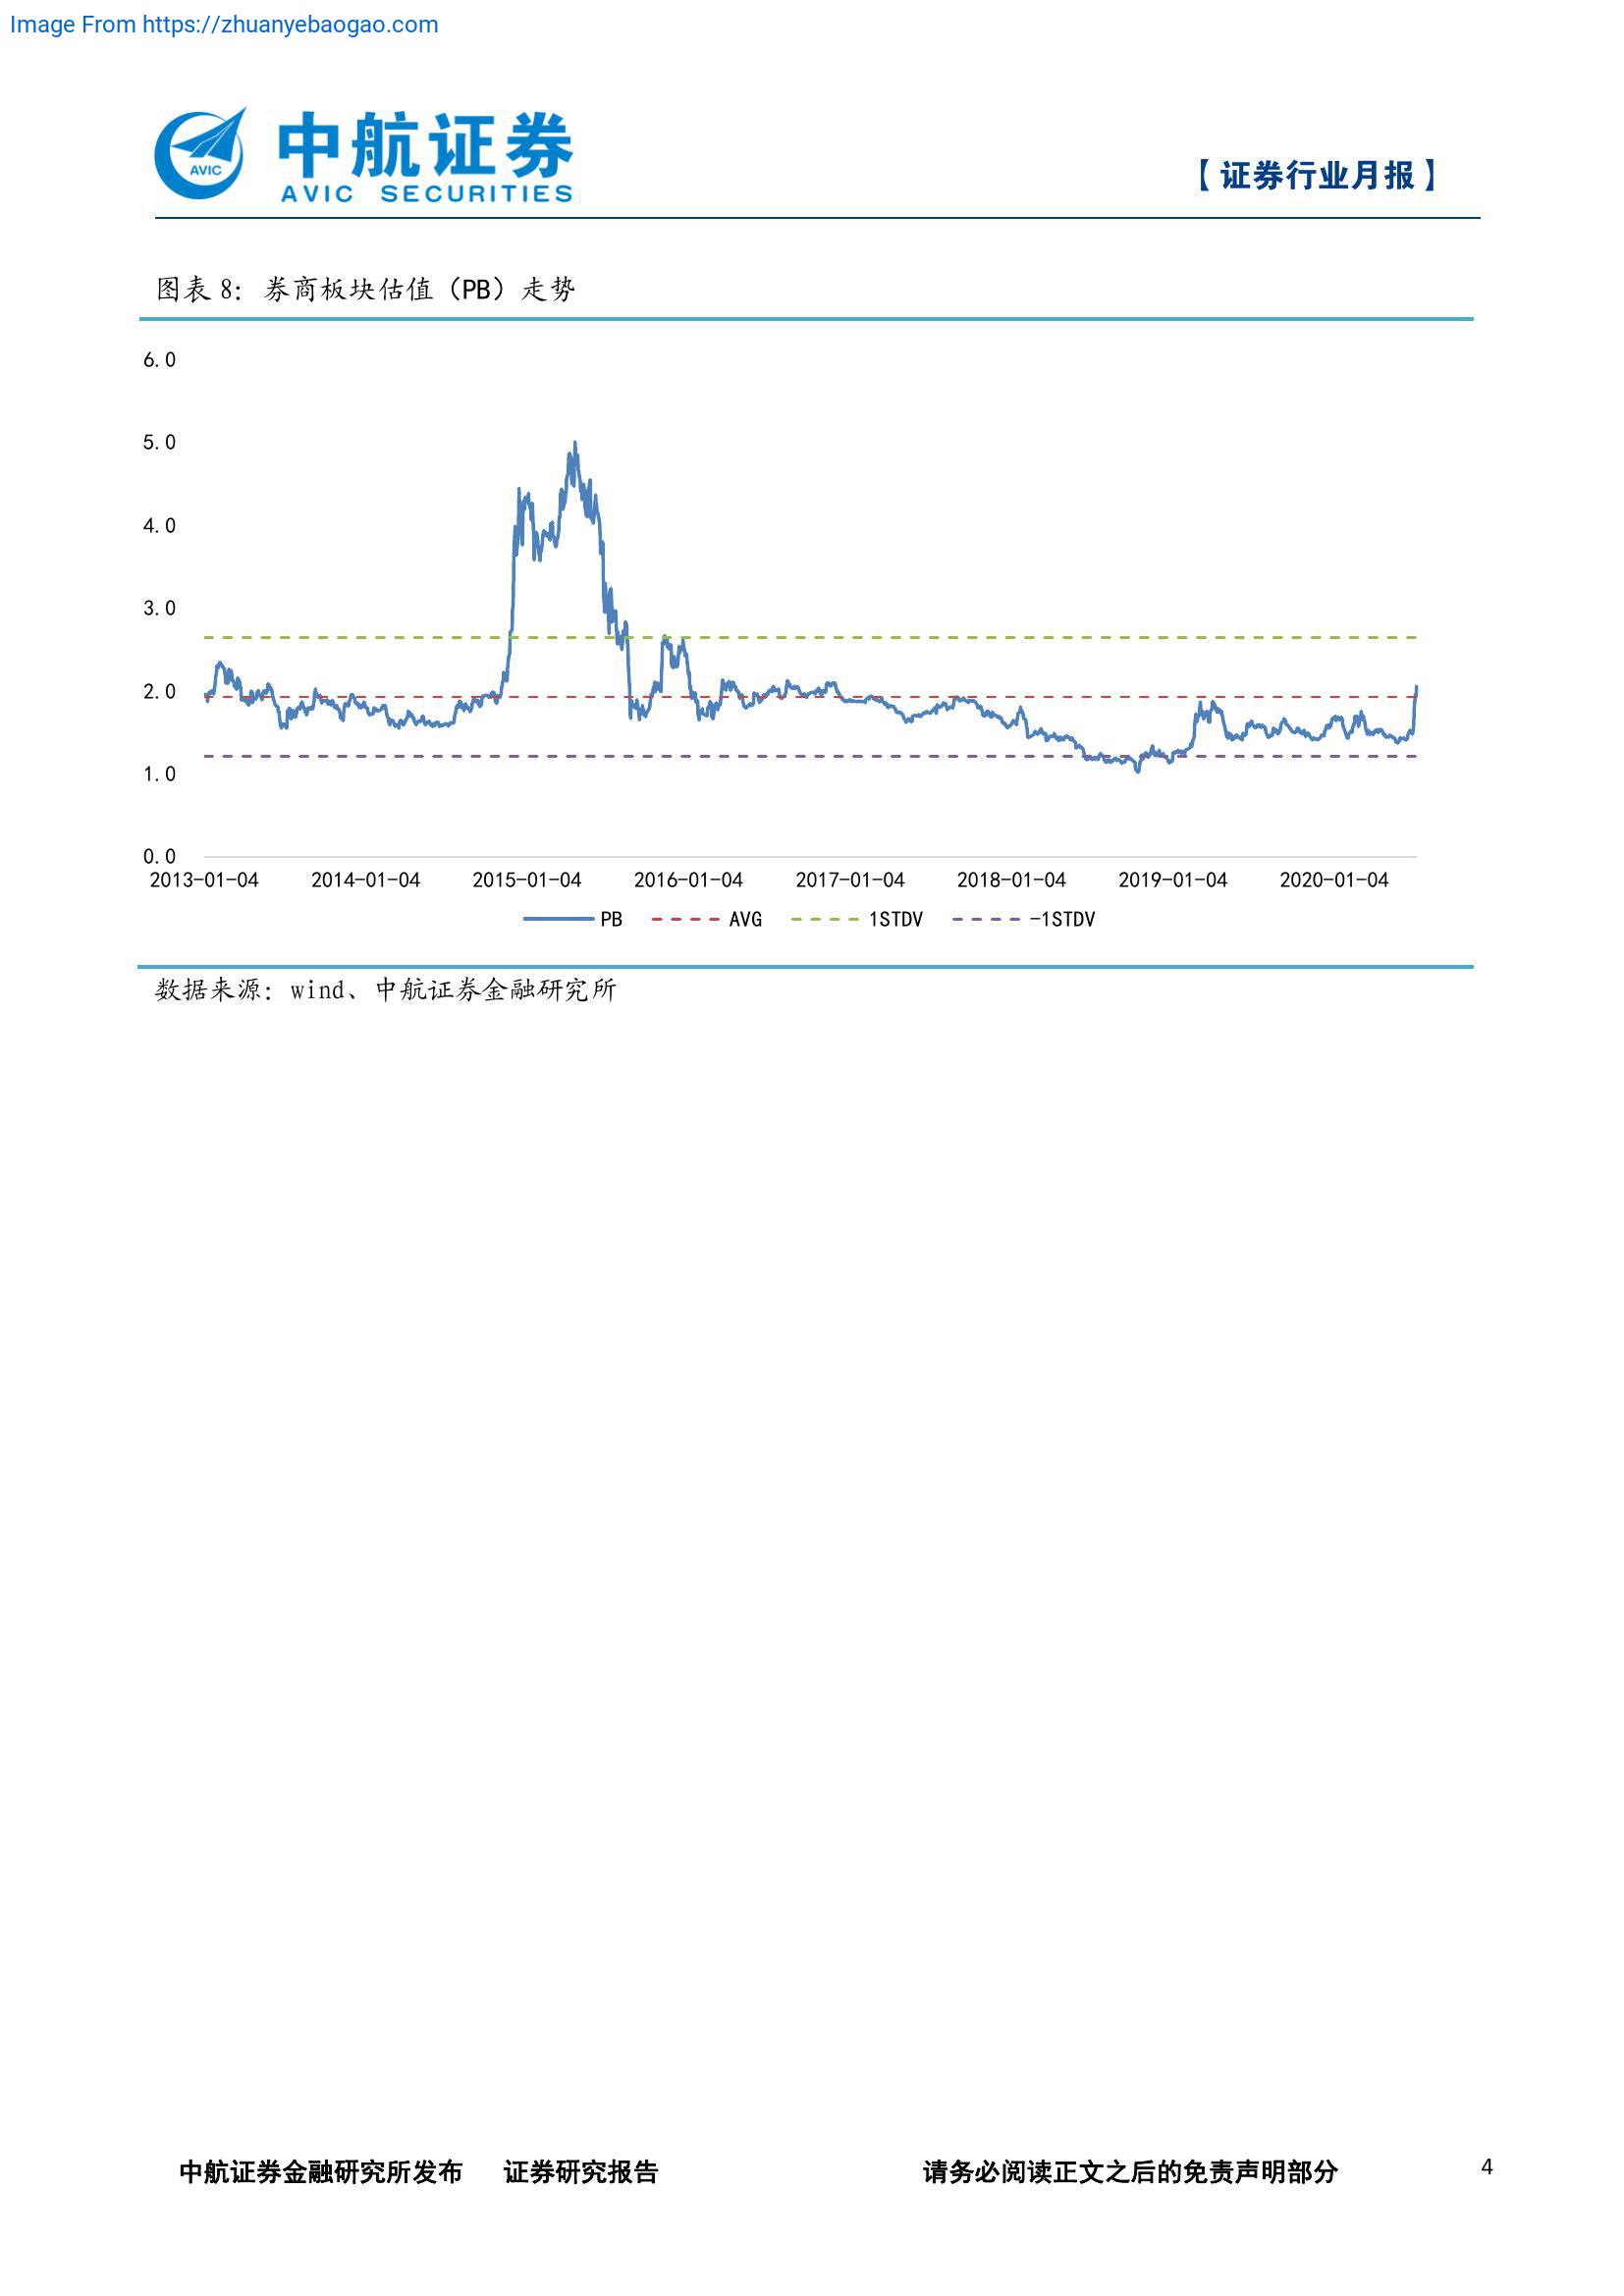 Image From https://zhuanyebaogao.com
AVIC
中航证券
AVIC SECURITIES
【证券行业月报】
图表 8：券商板块估值（PB）走势
6.0
5.0
4.0
3.0
2.0
1.0
0.0
2013-01-04 2014-01-04 2015-01-04 2016-01-04 2017-01-04 2018-01-04 2019-01-04 2020-01-04
PB AVG 1STDV -1STDV
数据来源：wind、中航证券金融研究所
中航证券金融研究所发布 证券研究报告 请务必阅读正文之后的免责声明部分 4